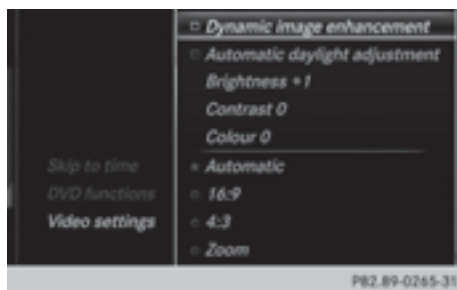 Dynamic image enhancement
Automatic daylight adjustment
Brightness +1
Contrast 0
Colour 0
Skip to time
Automatic
DVD functions
16:9
Video settings
4:3
Zoom
P82.89-0265-31